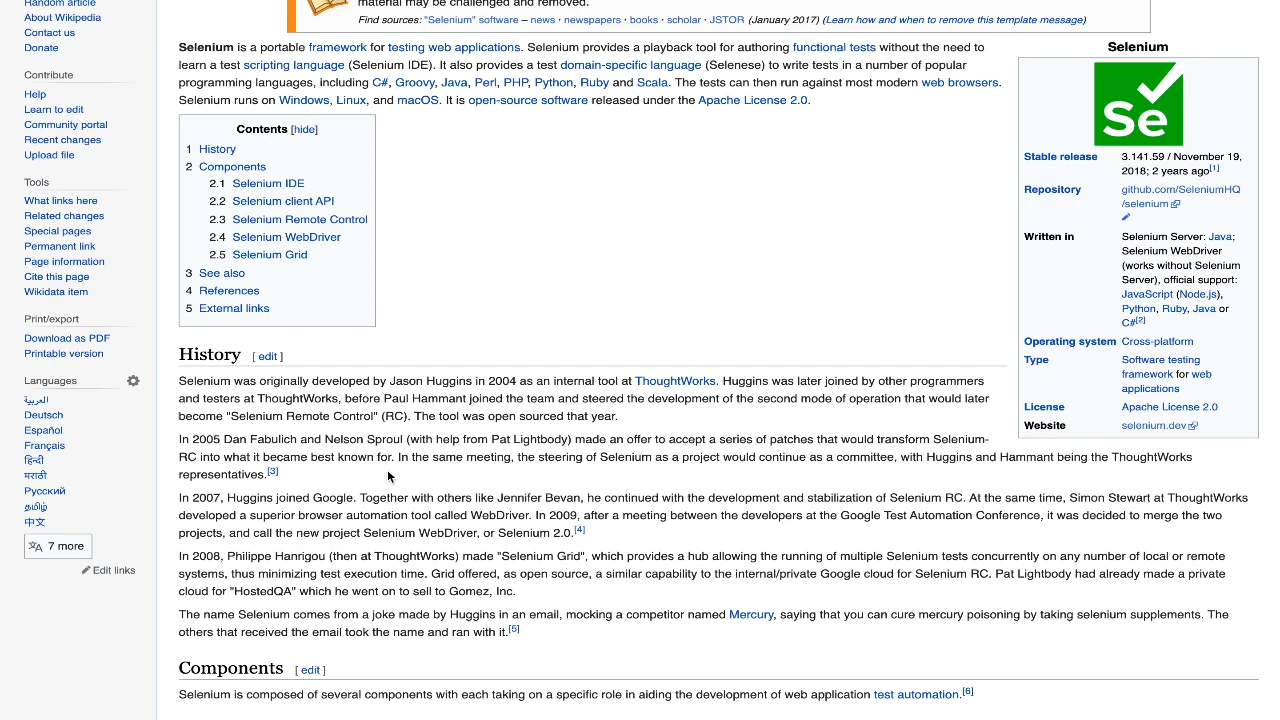 Random article
About Wikipedia
Contact us
Donate
Contribute
Help
Learn to edit
Community portal
Recent changes
Upload file
Tools
What links here
Related changes
Special pages
Permanent link
Page information
Cite this page
Wikidata item
Print/export
Download as PDF
Printable version
Languages
العربية
Deutsch
Español
Français
हिन्दी
मराठी
Русский
தமிழ்
中文
7 more
Edit links
material may be challenged and removed.
Find sources: "Selenium" software – news · newspapers · books · scholar · JSTOR (January 2017) (Learn how and when to remove this template message)
Selenium is a portable framework for testing web applications. Selenium provides a playback tool for authoring functional tests without the need to
learn a test scripting language (Selenium IDE). It also provides a test domain-specific language (Selenese) to write tests in a number of popular
programming languages, including C#, Groovy, Java, Perl, PHP, Python, Ruby and Scala. The tests can then run against most modern web browsers.
Selenium runs on Windows, Linux, and macOS. It is open-source software released under the Apache License 2.0.
Contents [hide]
1 History
2 Components
2.1 Selenium IDE
2.2 Selenium client API
2.3 Selenium Remote Control
2.4 Selenium WebDriver
2.5 Selenium Grid
3 See also
4 References
5 External links
Selenium
Se
Stable release 3.141.59 / November 19,
2018; 2 years ago[1]
Repository github.com/SeleniumHQ
/selenium
Written in Selenium Server: Java;
Selenium WebDriver
(works without Selenium
Server), official support:
JavaScript (Node.js),
Python, Ruby, Java or
C#[2]
Operating system Cross-platform
Type Software testing
framework for web
applications
License Apache License 2.0
Website selenium.dev
History [ edit ]
Selenium was originally developed by Jason Huggins in 2004 as an internal tool at ThoughtWorks. Huggins was later joined by other programmers
and testers at ThoughtWorks, before Paul Hammant joined the team and steered the development of the second mode of operation that would later
become "Selenium Remote Control" (RC). The tool was open sourced that year.
In 2005 Dan Fabulich and Nelson Sproul (with help from Pat Lightbody) made an offer to accept a series of patches that would transform Selenium-
RC into what it became best known for. In the same meeting, the steering of Selenium as a project would continue as a committee, with Huggins and Hammant being the ThoughtWorks
representatives.[3]
In 2007, Huggins joined Google. Together with others like Jennifer Bevan, he continued with the development and stabilization of Selenium RC. At the same time, Simon Stewart at ThoughtWorks
developed a superior browser automation tool called WebDriver. In 2009, after a meeting between the developers at the Google Test Automation Conference, it was decided to merge the two
projects, and call the new project Selenium WebDriver, or Selenium 2.0.[4]
In 2008, Philippe Hanrigou (then at ThoughtWorks) made "Selenium Grid", which provides a hub allowing the running of multiple Selenium tests concurrently on any number of local or remote
systems, thus minimizing test execution time. Grid offered, as open source, a similar capability to the internal/private Google cloud for Selenium RC. Pat Lightbody had already made a private
cloud for "HostedQA" which he went on to sell to Gomez, Inc.
The name Selenium comes from a joke made by Huggins in an email, mocking a competitor named Mercury, saying that you can cure mercury poisoning by taking selenium supplements. The
others that received the email took the name and ran with it.[5]
Components [ edit ]
Selenium is composed of several components with each taking on a specific role in aiding the development of web application test automation.[6]